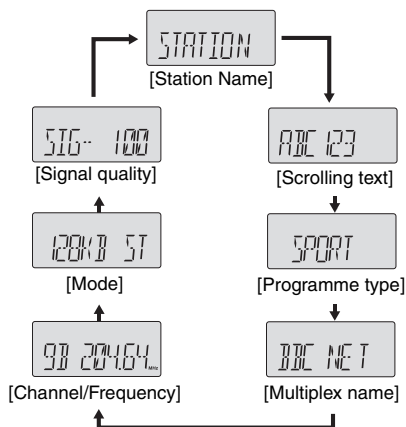 STATION
[Station Name]
SIG-- 100
ABC 123
[Signal quality]
[Scrolling text]
128KB ST
SPORT
[Mode]
[Programme type]
9B 204.64 MHz
BBC NET
[Channel/Frequency]
[Multiplex name]